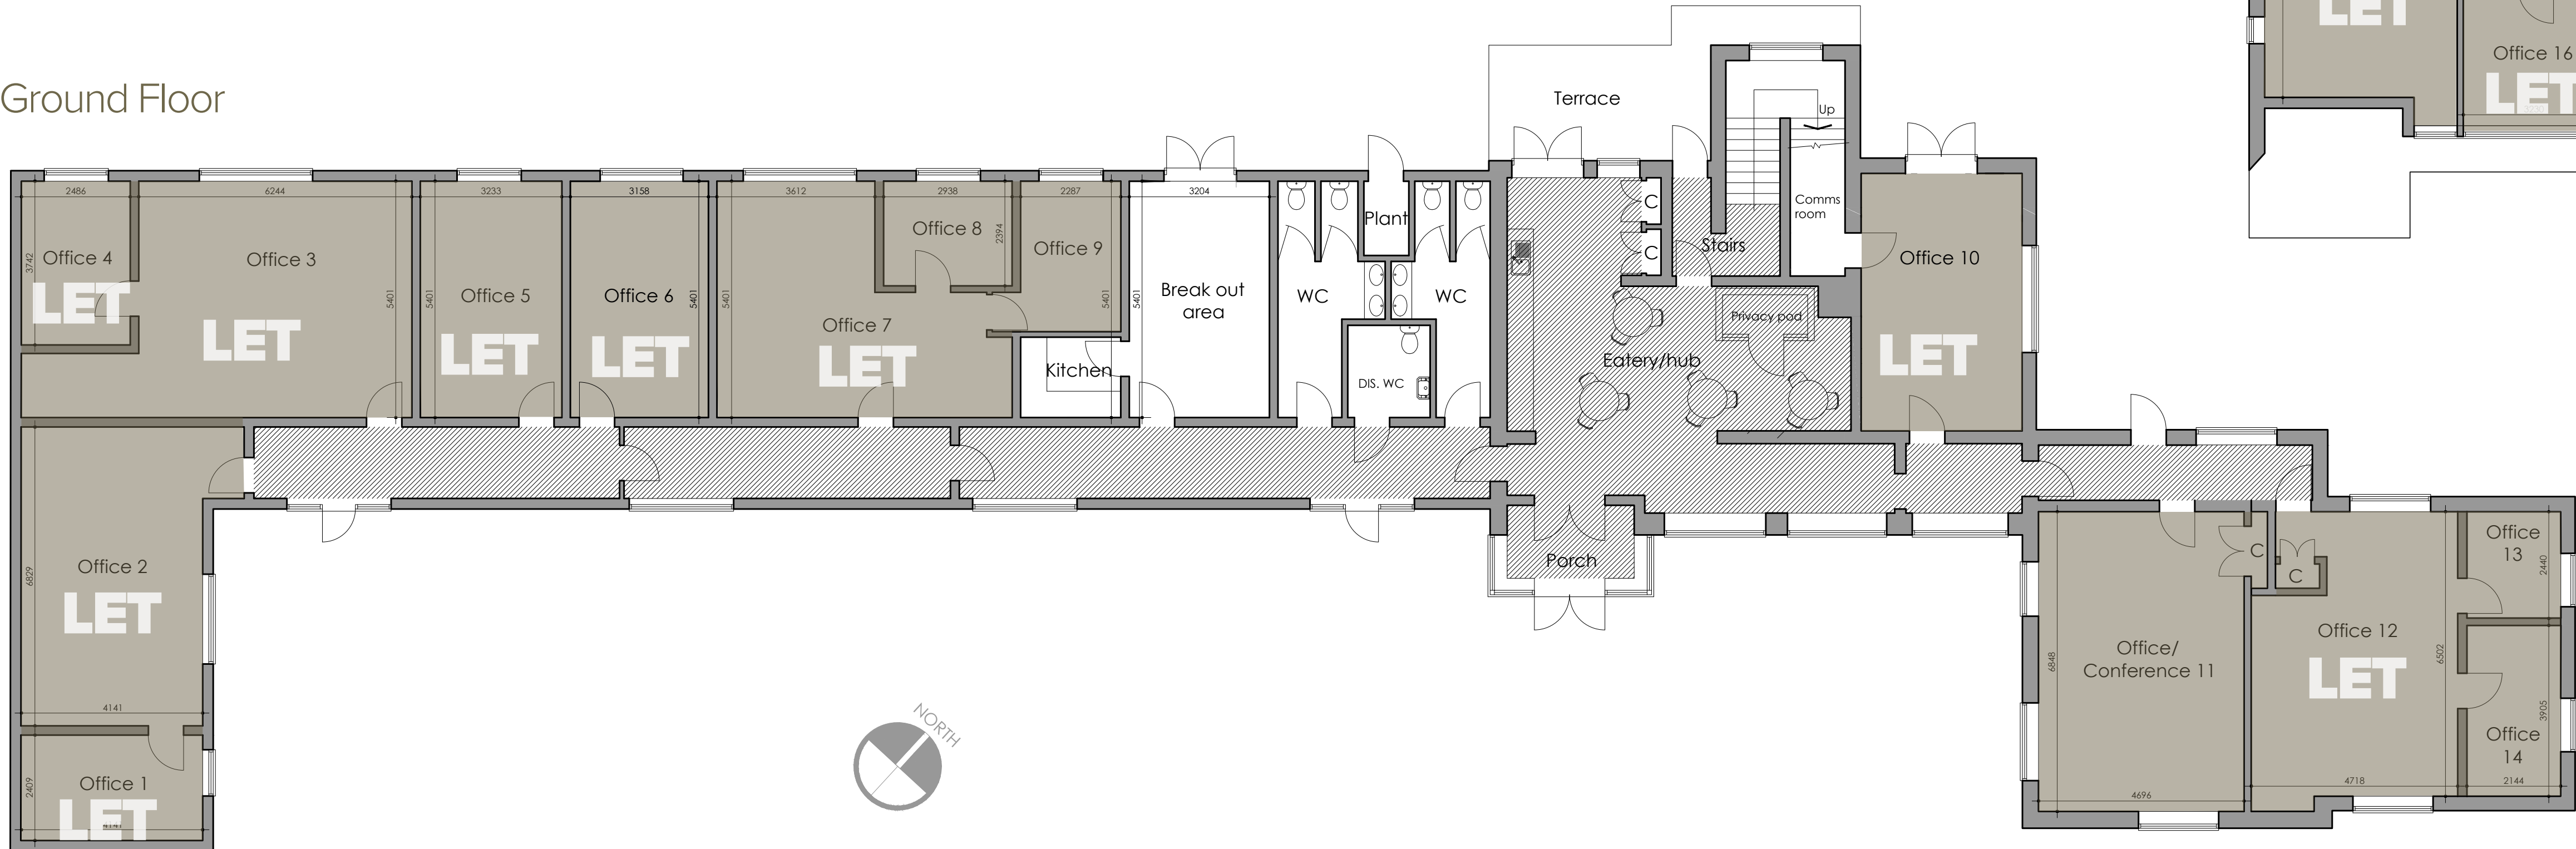 LET
Office 16
LET
Ground Floor
Terrace
Up
2486
6244
3233
3158
3612
2938
2287
3204
Plant
C
Comms
room
3742
Office 4
LET
Office 3
LET
5401
5401
Office 5
LET
Office 6
LET
5401
5401
Office 7
LET
Office 8
2394
Office 9
5401
5401
Break out
area
Kitchen
WC
WC
DIS. WC
C
Stairs
Privacy pod
Eatery/hub
Office 10
LET
Office 2
LET
6829
4141
Office 1
LET
2409
4141
NORTH
Porch
C
C
Office/
Conference 11
6848
4696
Office 12
LET
6502
4718
Office
13
2440
Office
14
3905
2144